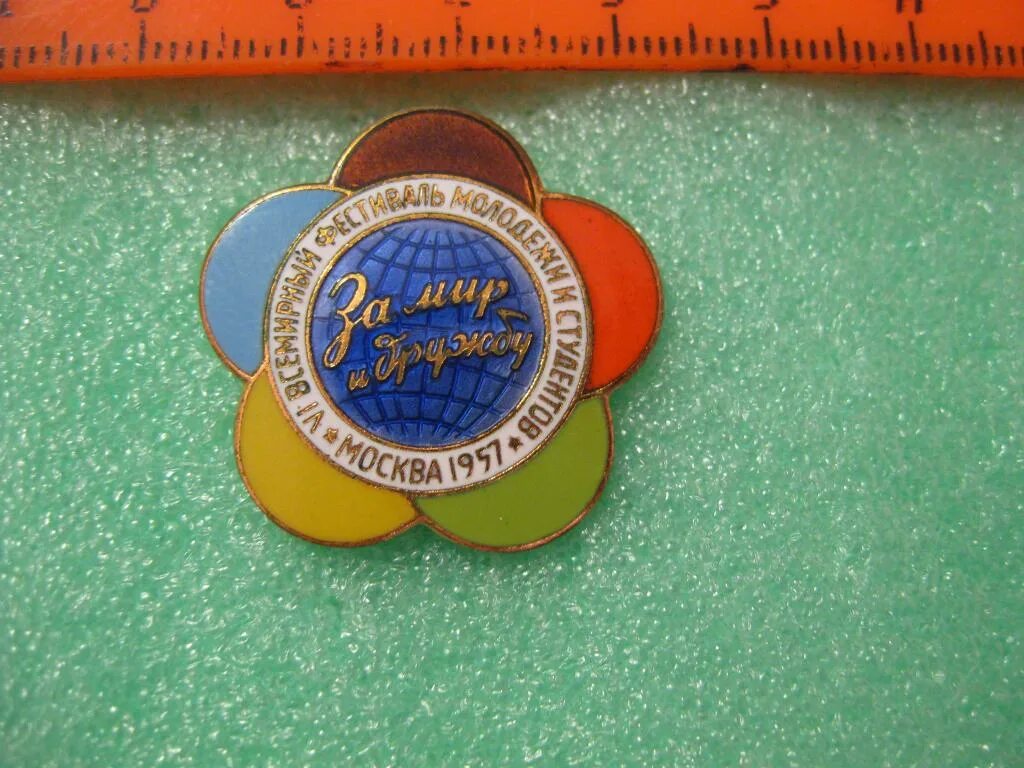 VI ВСЕМИРНЫЙ ФЕСТИВАЛЬ МОЛОДЕЖИ И СТУДЕНТОВ
★ МОСКВА 1957 ★
За мир
и дружбу